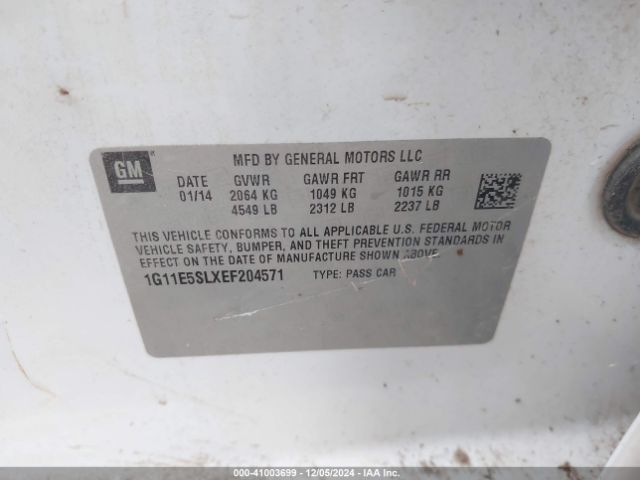 GM
MFD BY GENERAL MOTORS LLC
DATE GVWR GAWR FRT GAWR RR
01/14 2064 KG 1049 KG 1015 KG
4549 LB 2312 LB 2237 LB
THIS VEHICLE CONFORMS TO ALL APPLICABLE U.S. FEDERAL MOTOR
VEHICLE SAFETY, BUMPER, AND THEFT PREVENTION STANDARDS IN
EFFECT ON THE DATE OF MANUFACTURE SHOWN ABOVE.
1G11E5SLXEF204571 TYPE: PASS CAR
000-41003699 - 12/05/2024 - IAA Inc.